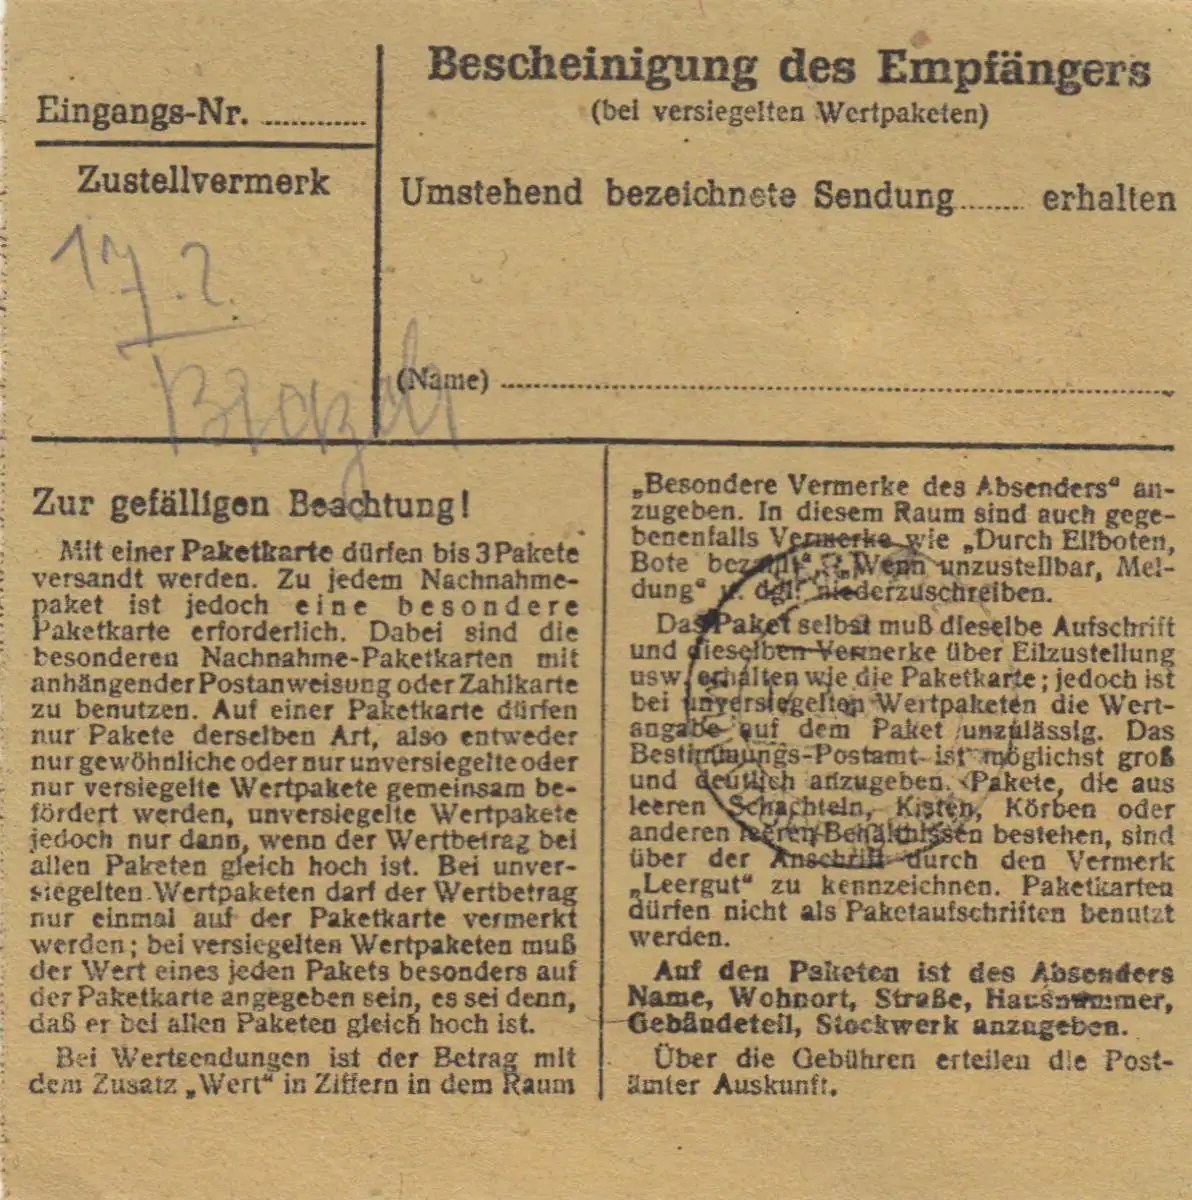 Eingangs-Nr. ............
Zustellvermerk
17.2.
Bescheinigung des Empfängers
(bei versiegelten Wertpaketen)
Umstehend bezeichnete Sendung........ erhalten
(Name) ........................................................................
Zur gefälligen Beachtung!
Mit einer Paketkarte dürfen bis 3 Pakete
versandt werden. Zu jedem Nachnahme-
paket ist jedoch eine besondere
Paketkarte erforderlich. Dabei sind die
besonderen Nachnahme-Paketkarten mit
anhängender Postanweisung oder Zahlkarte
zu benutzen. Auf einer Paketkarte dürfen
nur Pakete derselben Art, also entweder
nur gewöhnliche oder nur unversiegelte oder
nur versiegelte Wertpakete gemeinsam be-
fördert werden, unversiegelte Wertpakete
jedoch nur dann, wenn der Wertbetrag bei
allen Paketen gleich hoch ist. Bei unver-
siegelten Wertpaketen darf der Wertbetrag
nur einmal auf der Paketkarte vermerkt
werden; bei versiegelten Wertpaketen muß
der Wert eines jeden Pakets besonders auf
der Paketkarte angegeben sein, es sei denn,
daß er bei allen Paketen gleich hoch ist.
Bei Wertsendungen ist der Betrag mit
dem Zusatz „Wert“ in Ziffern in dem Raum
„Besondere Vermerke des Absenders“ an-
zugeben. In diesem Raum sind auch gege-
benenfalls Vermerke wie „Durch Eilboten,
Bote bezahlt“, „Wenn unzustellbar, Mel-
dung“ u. dgl. niederzuschreiben.
Das Paket selbst muß dieselbe Aufschrift
und dieselben Vermerke über Eilzustellung
usw. erhalten wie die Paketkarte; jedoch ist
bei unversiegelten Wertpaketen die Wert-
angabe auf dem Paket unzulässig. Das
Bestimmungs-Postamt ist möglichst groß
und deutlich anzugeben. Pakete, die aus
leeren Schachteln, Kisten, Körben oder
anderen leeren Behältnissen bestehen, sind
über der Anschrift durch den Vermerk
„Leergut“ zu kennzeichnen. Paketkarten
dürfen nicht als Paketaufschriften benutzt
werden.
Auf den Paketen ist des Absenders
Name, Wohnort, Straße, Hausnummer,
Gebäudeteil, Stockwerk anzugeben.
Über die Gebühren erteilen die Post-
ämter Auskunft.